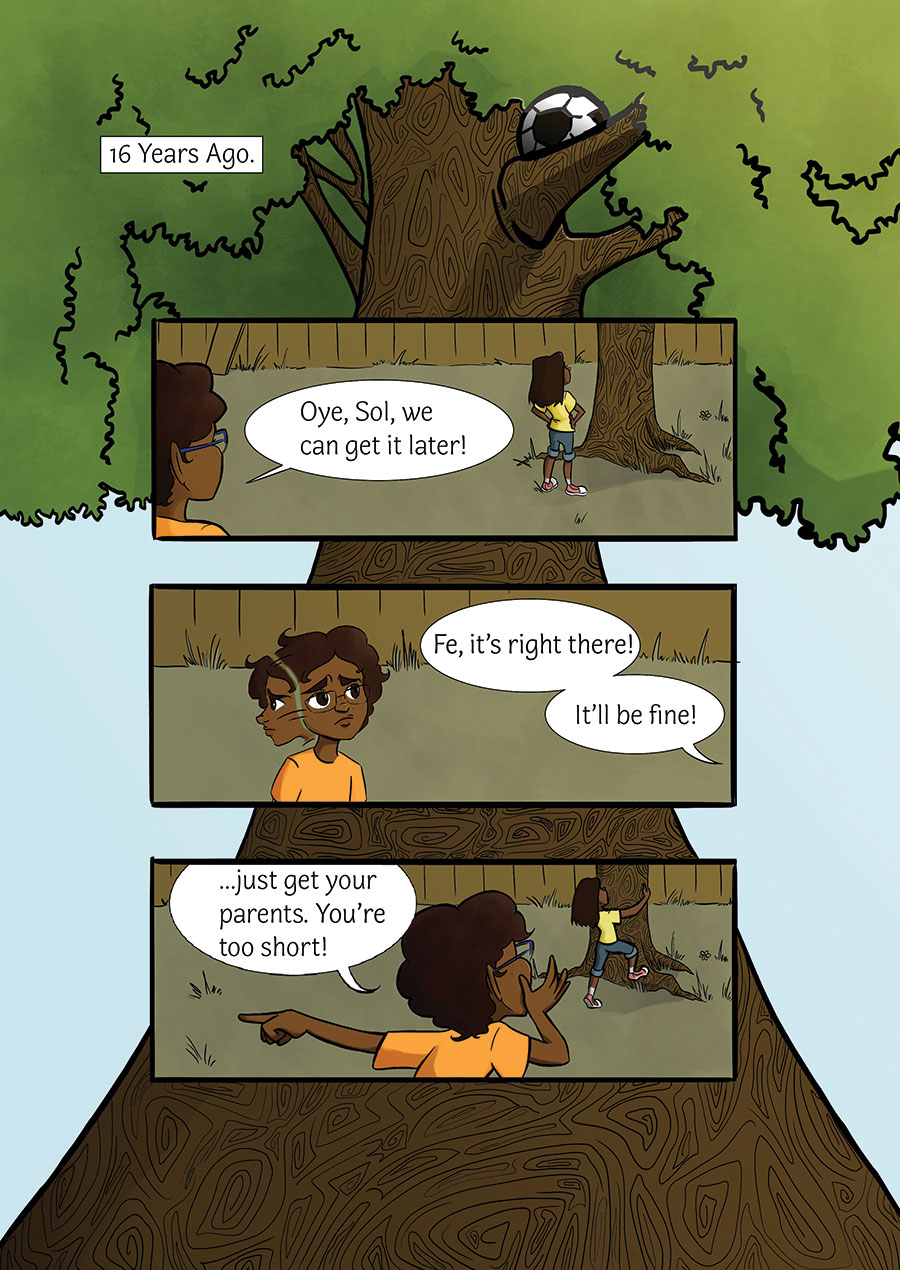 16 Years Ago.
Oye, Sol, we
can get it later!
Fe, it's right there!
It'll be fine!
...just get your
parents. You're
too short!